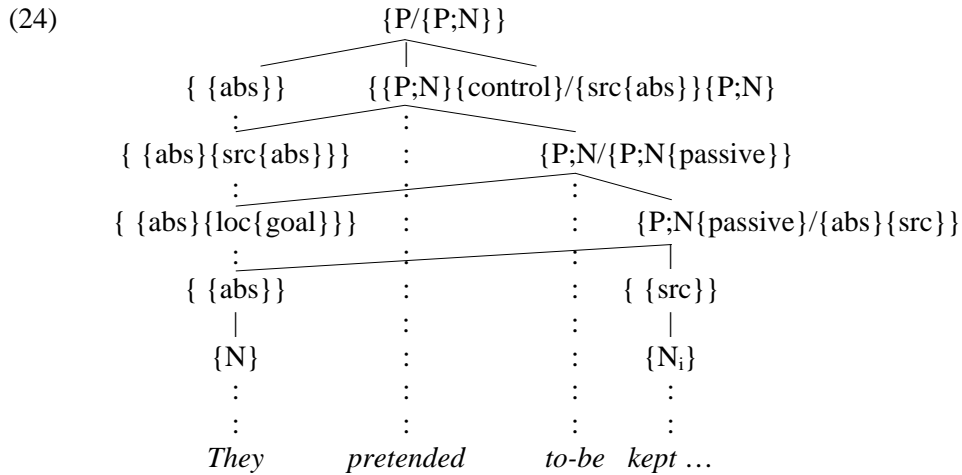 (24) {P/{P;N}}
{ {abs}} {{P;N}{control}/{src{abs}}{P;N}
: :
{ {abs}{src{abs}}} : {P;N/{P;N{passive}}
: : :
{ {abs}{loc{goal}}} : : {P;N{passive}/{abs}{src}}
: : :
{ {abs}} : : { {src}}
: :
{N} : : {Ni}
: : : :
: : : :
They pretended to-be kept …